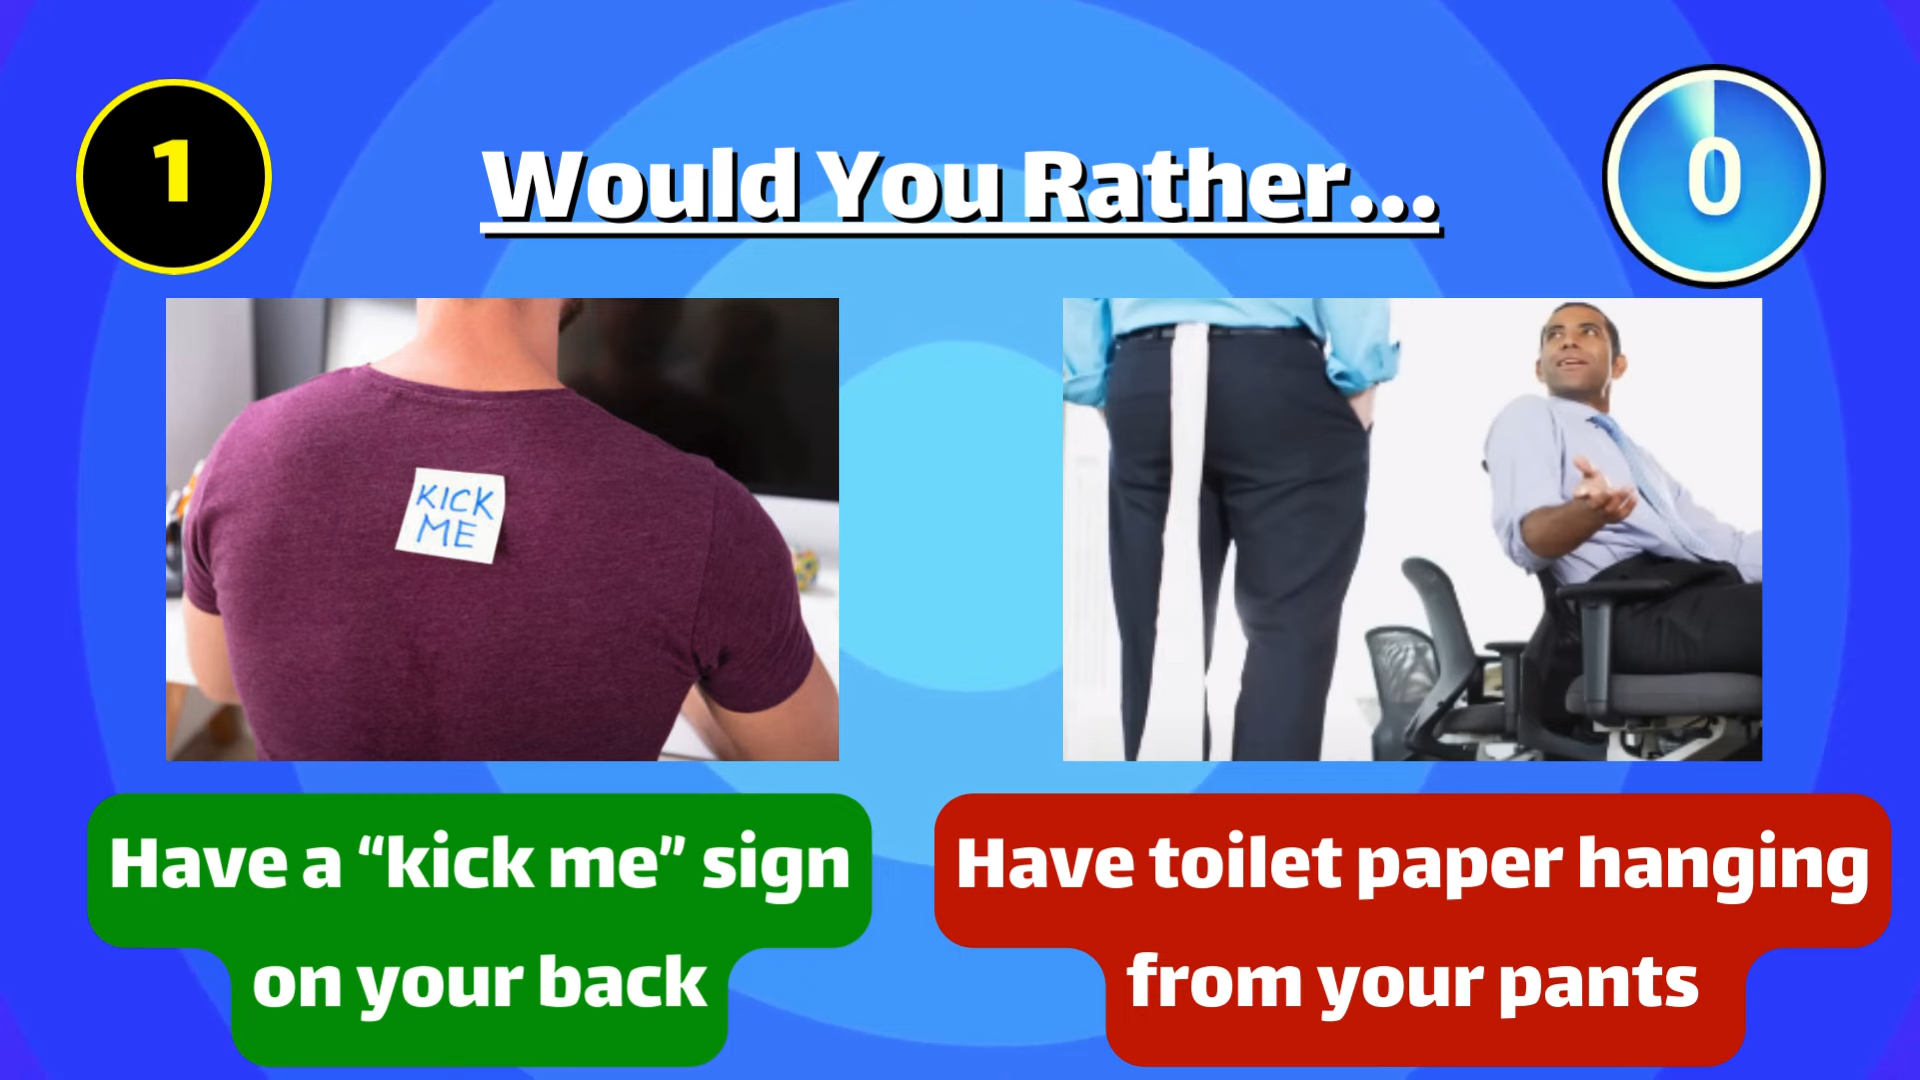 1
Would You Rather...
0
KICK
ME
Have a “kick me” sign
on your back
Have toilet paper hanging
from your pants